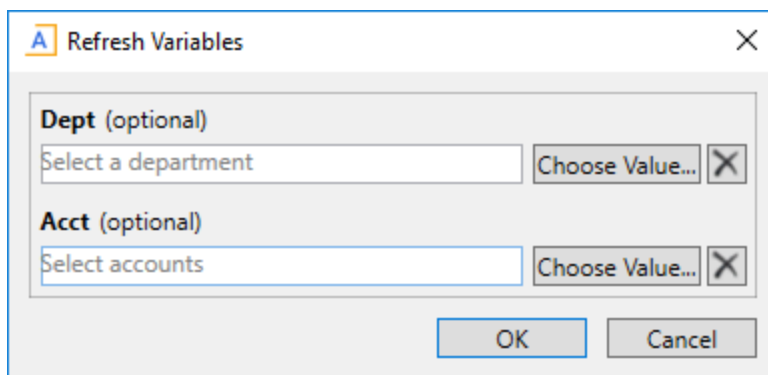 A Refresh Variables
Dept (optional)
Select a department Choose Value...
Acct (optional)
Select accounts Choose Value...
OK Cancel